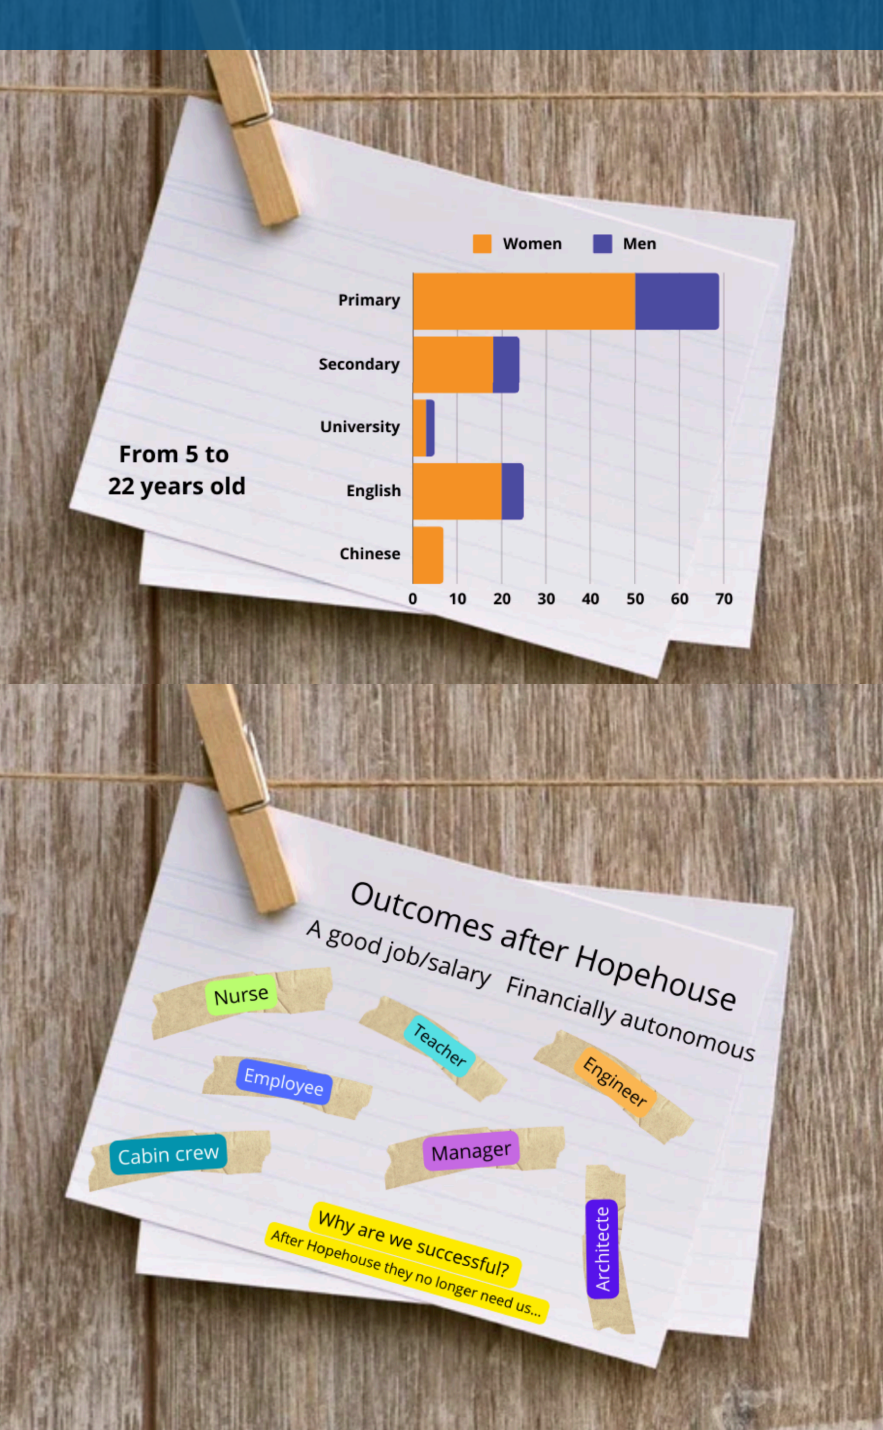 Women Men
Primary
Secondary
University
English
Chinese
0 10 20 30 40 50 60 70
From 5 to
22 years old
Outcomes after Hopehouse
A good job/salary Financially autonomous
Nurse
Teacher
Engineer
Employee
Cabin crew
Manager
Architecte
Why are we successful?
After Hopehouse they no longer need us...